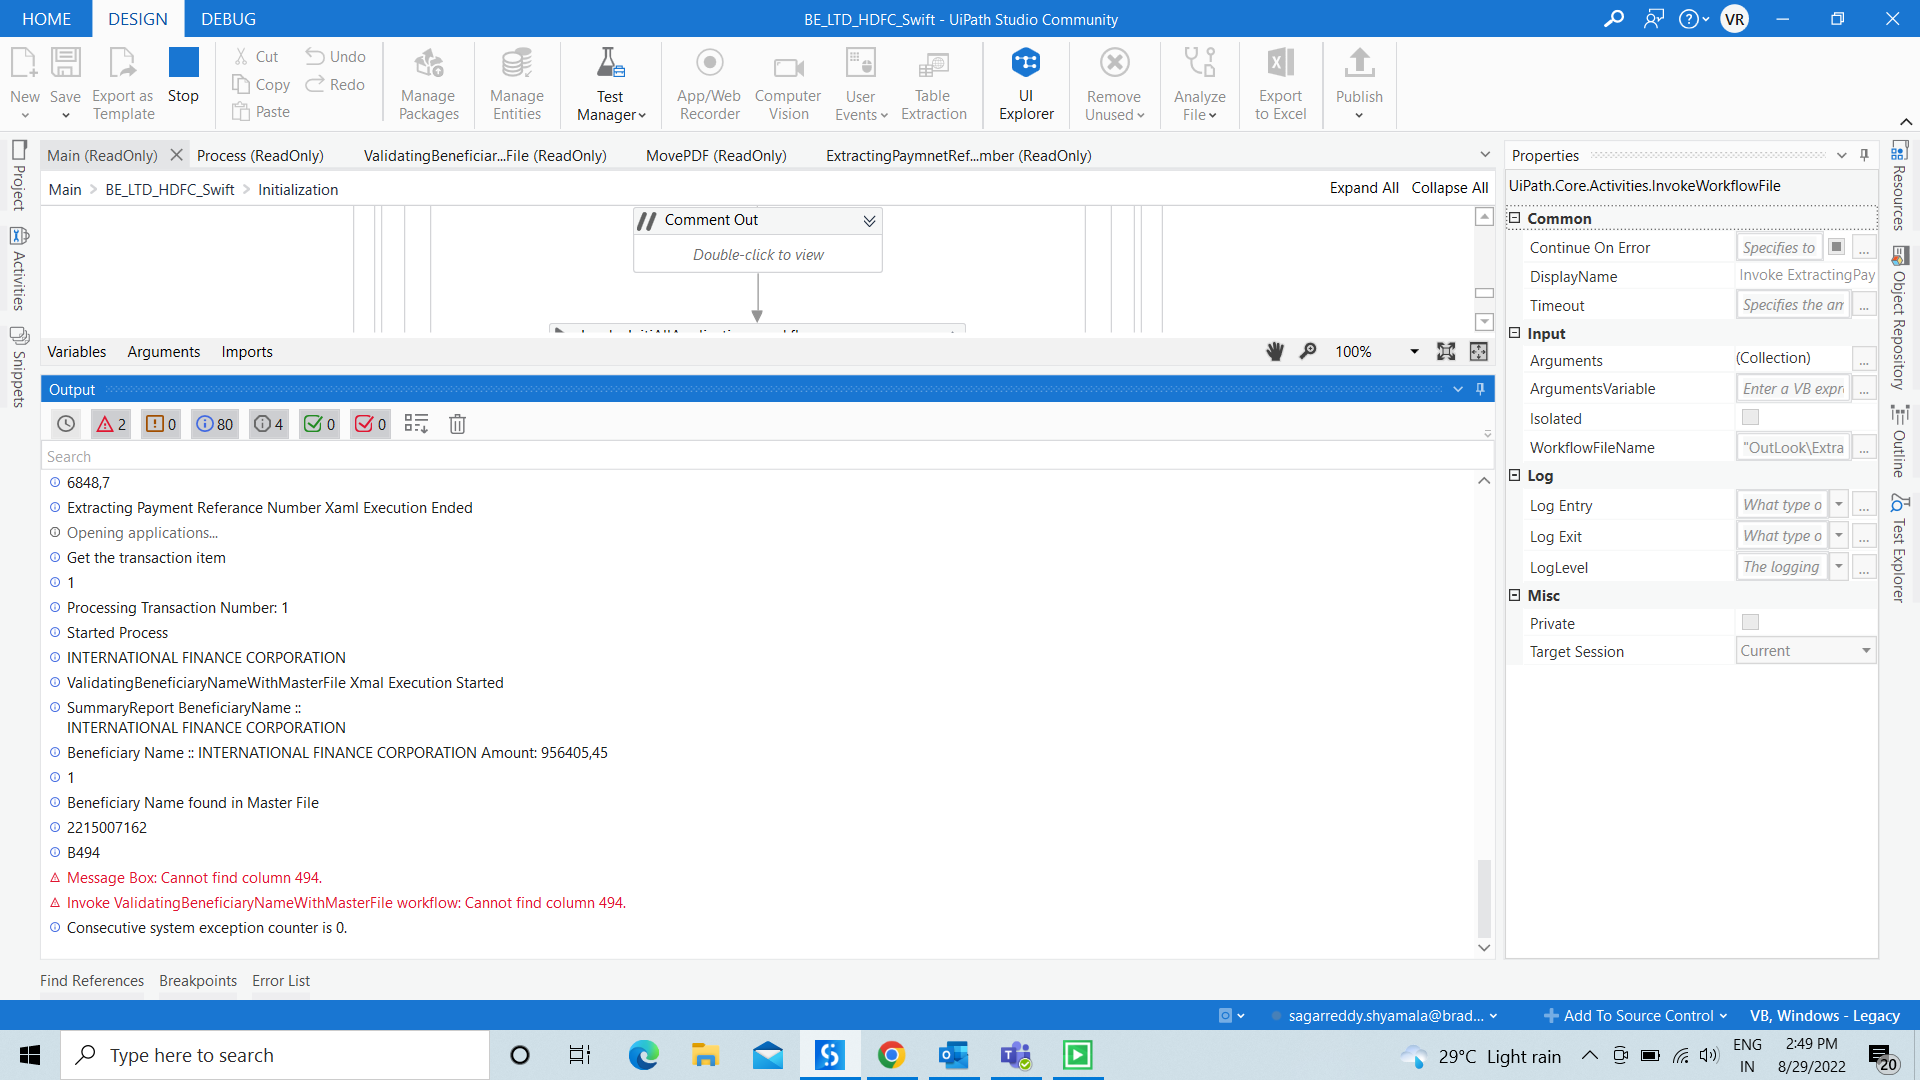 HOME DESIGN DEBUG BE_LTD_HDFC_Swift - UiPath Studio Community VR
New Save Export as Template Stop Cut Copy Paste Undo Redo Manage Packages Manage Entities Test Manager App/Web Recorder Computer Vision User Events Table Extraction UI Explorer Remove Unused Analyze File Export to Excel Publish
Main (ReadOnly) Process (ReadOnly) ValidatingBeneficiar...File (ReadOnly) MovePDF (ReadOnly) ExtractingPaymnetRef...mber (ReadOnly)
Main > BE_LTD_HDFC_Swift > Initialization Expand All Collapse All
Project
Activities
Snippets
Comment Out
Double-click to view
Variables Arguments Imports 100%
Output
2 0 80 4 0 0
Search
6848,7
Extracting Payment Referance Number Xaml Execution Ended
Opening applications...
Get the transaction item
1
Processing Transaction Number: 1
Started Process
INTERNATIONAL FINANCE CORPORATION
ValidatingBeneficiaryNameWithMasterFile Xmal Execution Started
SummaryReport BeneficiaryName ::
INTERNATIONAL FINANCE CORPORATION
Beneficiary Name :: INTERNATIONAL FINANCE CORPORATION Amount: 956405,45
1
Beneficiary Name found in Master File
2215007162
B494
Message Box: Cannot find column 494.
Invoke ValidatingBeneficiaryNameWithMasterFile workflow: Cannot find column 494.
Consecutive system exception counter is 0.
Find References Breakpoints Error List
Properties
UiPath.Core.Activities.InvokeWorkflowFile
Common
Continue On Error Specifies to ...
DisplayName Invoke ExtractingPay
Timeout Specifies the am ...
Input
Arguments (Collection) ...
ArgumentsVariable Enter a VB expr ...
Isolated
WorkflowFileName "OutLook\Extra ...
Log
Log Entry What type o ...
Log Exit What type o ...
LogLevel The logging ...
Misc
Private
Target Session Current
Resources
Object Repository
Outline
Test Explorer
sagarreddy.shyamala@brad... Add To Source Control VB, Windows - Legacy
Type here to search 29°C Light rain ENG IN 2:49 PM 8/29/2022 20